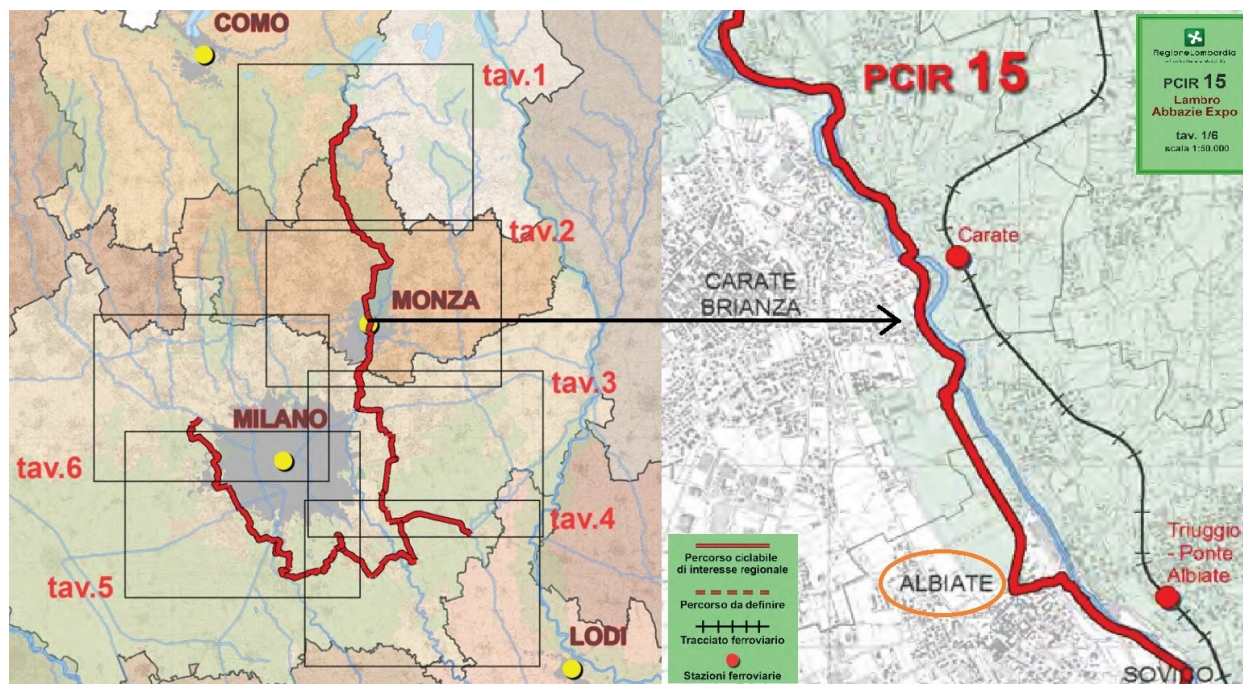 COMO
tav.1
tav.2
MONZA
tav.3
MILANO
tav.6
tav.4
tav.5
LODI
PCIR 15
RegioneLombardia
PCIR 15
Lambro
Abbazie Expo
tav. 1/6
scala 1:50.000
Carate
CARATE
BRIANZA
Triuggio
- Ponte
Albiate
ALBIATE
SOVICO
Percorso ciclabile
di interesse regionale
Percorso da definire
Tracciato ferroviario
Stazioni ferroviarie